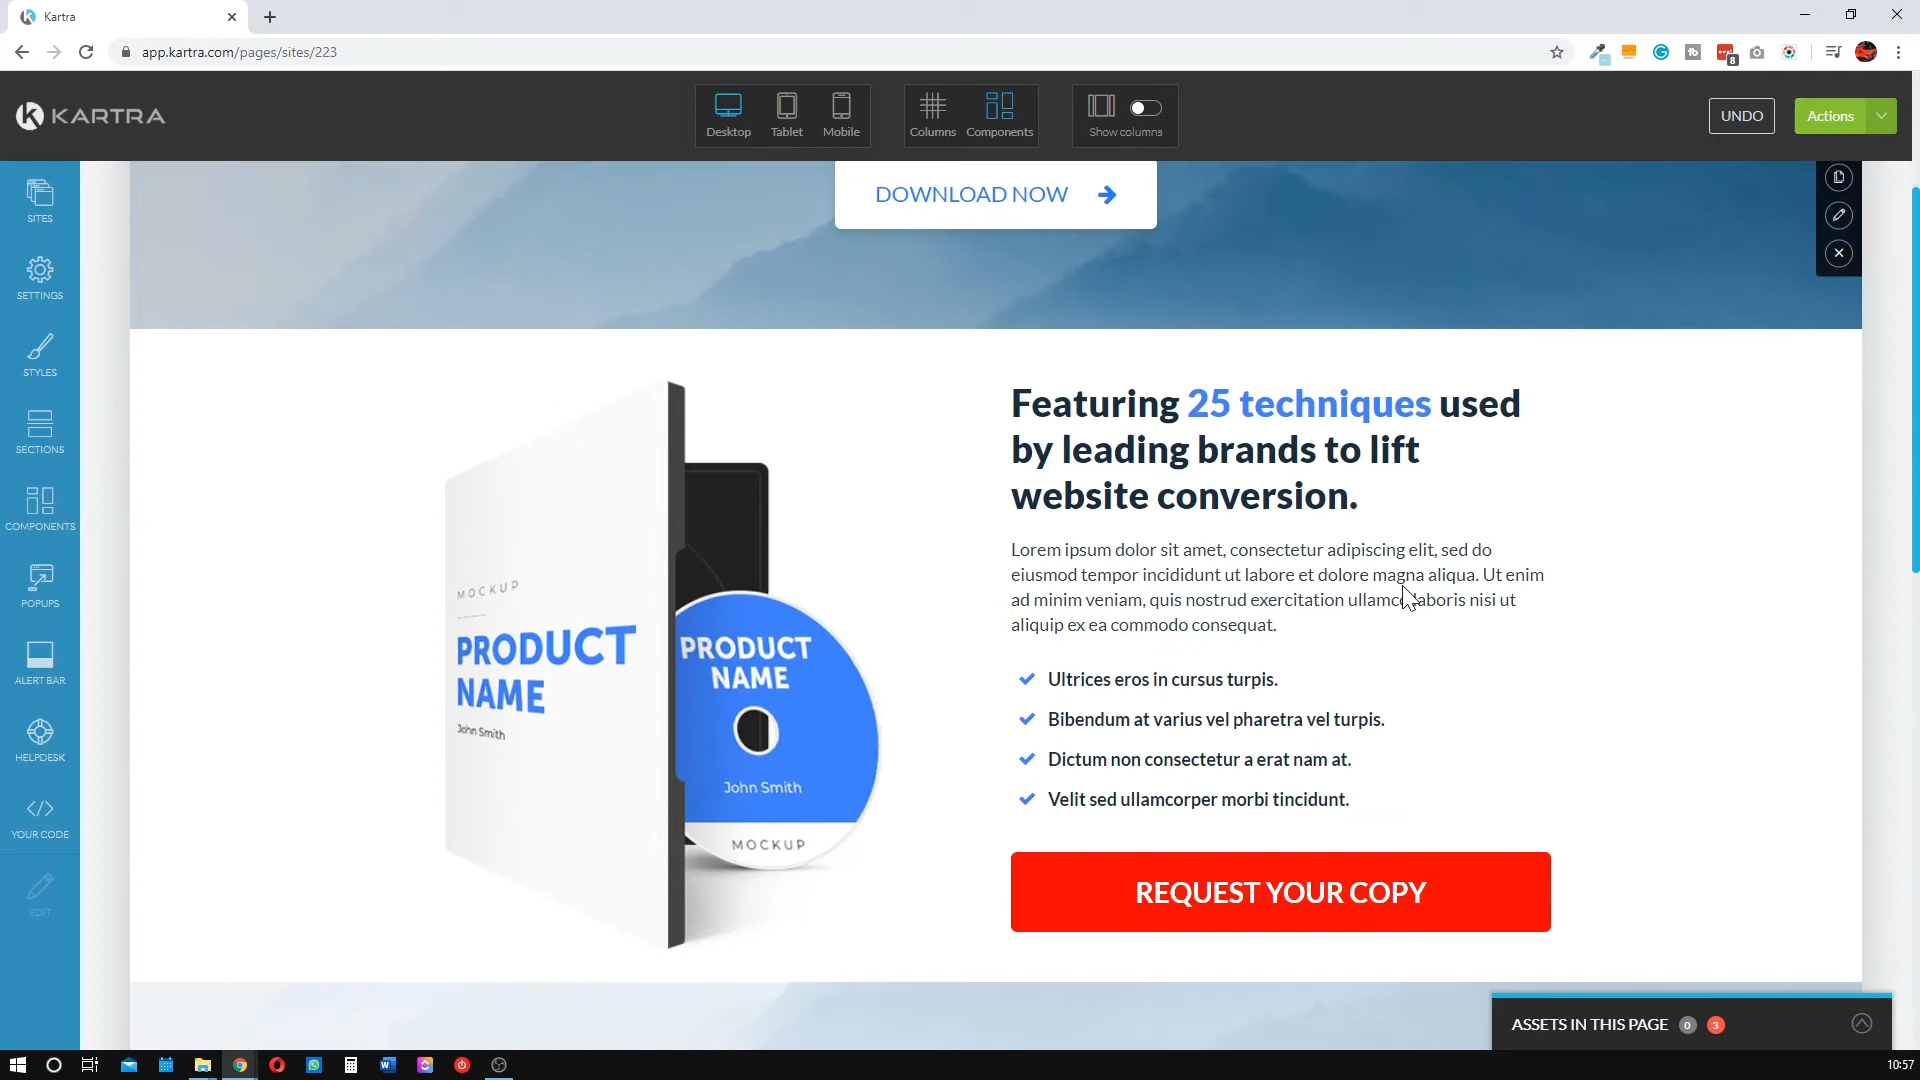 Kartra
app.kartra.com/pages/sites/223
8
KARTRA
Desktop
Tablet
Mobile
Columns
Components
Show columns
UNDO
Actions
SITES
SETTINGS
STYLES
SECTIONS
COMPONENTS
POPUPS
ALERT BAR
HELPDESK
YOUR CODE
EDIT
DOWNLOAD NOW
MOCKUP
PRODUCT
NAME
John Smith
PRODUCT
NAME
John Smith
MOCKUP
Featuring 25 techniques used
by leading brands to lift
website conversion.
Lorem ipsum dolor sit amet, consectetur adipiscing elit, sed do
eiusmod tempor incididunt ut labore et dolore magna aliqua. Ut enim
ad minim veniam, quis nostrud exercitation ullamco laboris nisi ut
aliquip ex ea commodo consequat.
Ultrices eros in cursus turpis.
Bibendum at varius vel pharetra vel turpis.
Dictum non consectetur a erat nam at.
Velit sed ullamcorper morbi tincidunt.
REQUEST YOUR COPY
ASSETS IN THIS PAGE 0 3
10:57